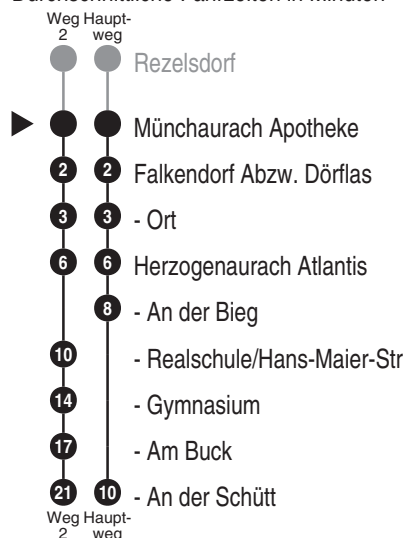 Durchschnittliche Fahrzeiten in Minuten
Weg Haupt-
2 weg
Rezelsdorf
Münchaurach Apotheke
2 2 Falkendorf Abzw. Dörflas
3 3 - Ort
6 6 Herzogenaurach Atlantis
8 - An der Bieg
10 - Realschule/Hans-Maier-Str
14 - Gymnasium
17 - Am Buck
21 10 - An der Schütt
Weg Haupt-
2 weg